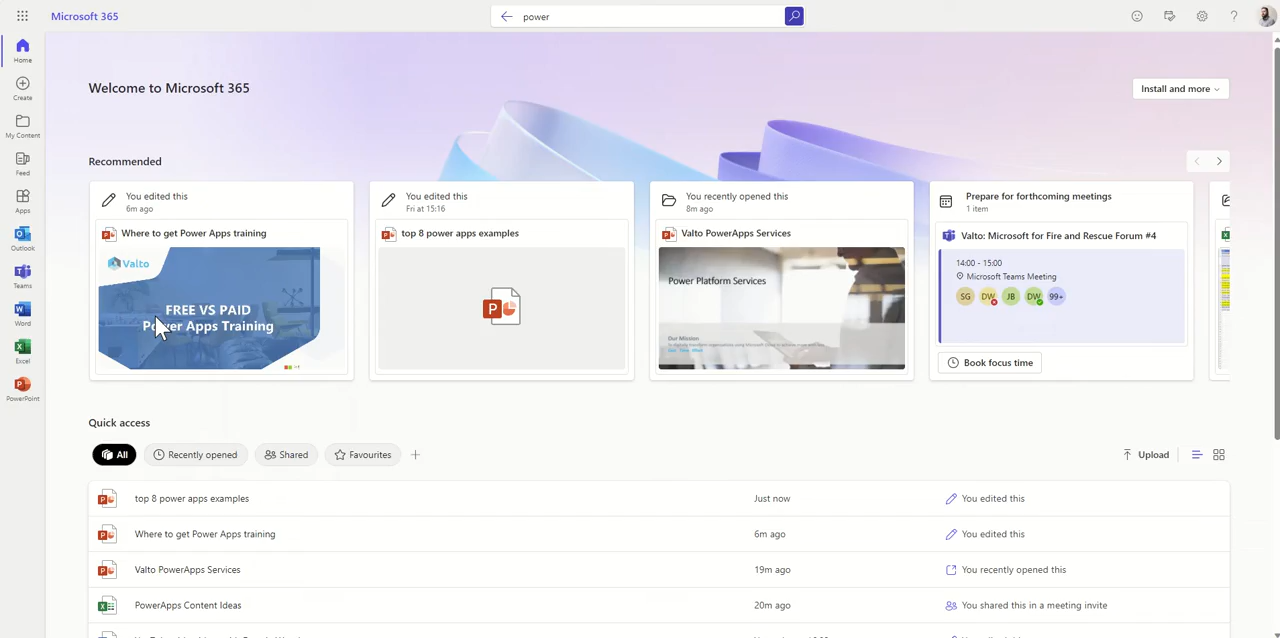 Microsoft 365
power
Home
Create
My Content
Feed
Apps
Outlook
Teams
Word
Excel
PowerPoint
Welcome to Microsoft 365
Install and more
Recommended
You edited this
6m ago
Where to get Power Apps training
Valto
FREE VS PAID
Power Apps Training
You edited this
Fri at 15:16
top 8 power apps examples
You recently opened this
8m ago
Valto PowerApps Services
Power Platform Services
Our Mission
Prepare for forthcoming meetings
1 item
Valto: Microsoft for Fire and Rescue Forum #4
14:00 - 15:00
Microsoft Teams Meeting
SG DW JB DW 99+
Book focus time
Quick access
All
Recently opened
Shared
Favourites
Upload
top 8 power apps examples Just now You edited this
Where to get Power Apps training 6m ago You edited this
Valto PowerApps Services 19m ago You recently opened this
PowerApps Content Ideas 20m ago You shared this in a meeting invite